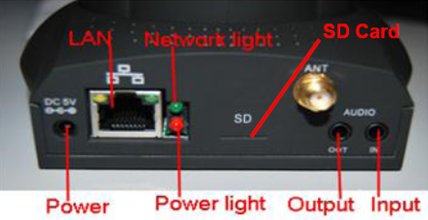 LAN
Network light
SD Card
ANT
DC 5V
SD
AUDIO
OUT
IN
Power
Power light
Output
Input